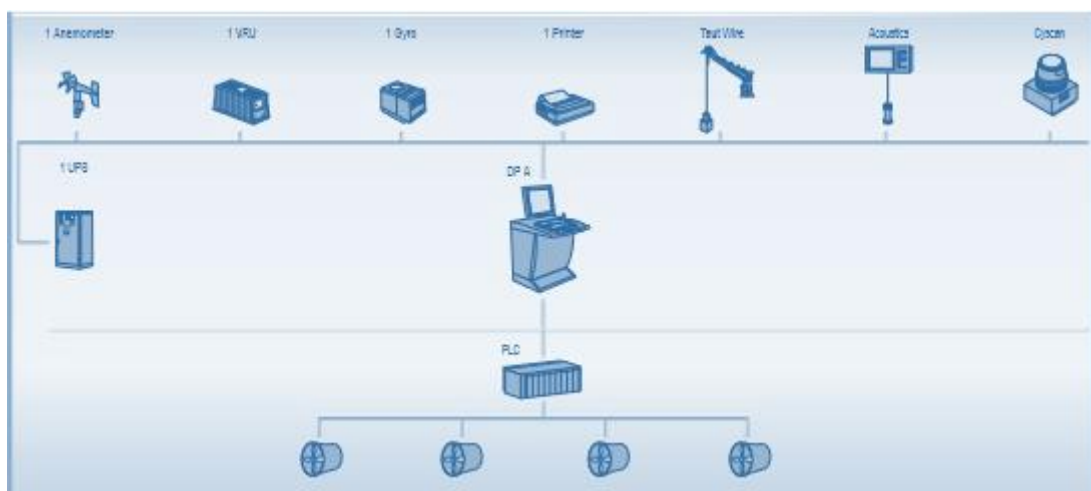 1 Anemometer
1 VRU
1 Gyro
1 Printer
Taut Wire
Acoustics
Cyscan
1 UPS
DP A
PLC